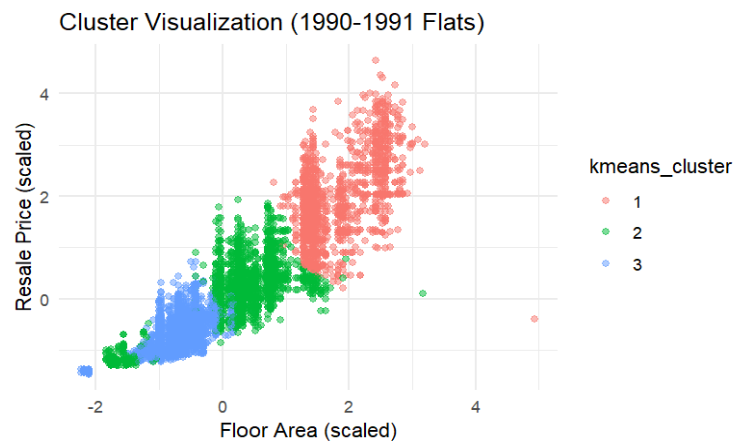 Cluster Visualization (1990-1991 Flats)
Resale Price (scaled)
4
2
0
-2
0
2
4
Floor Area (scaled)
kmeans_cluster
1
2
3